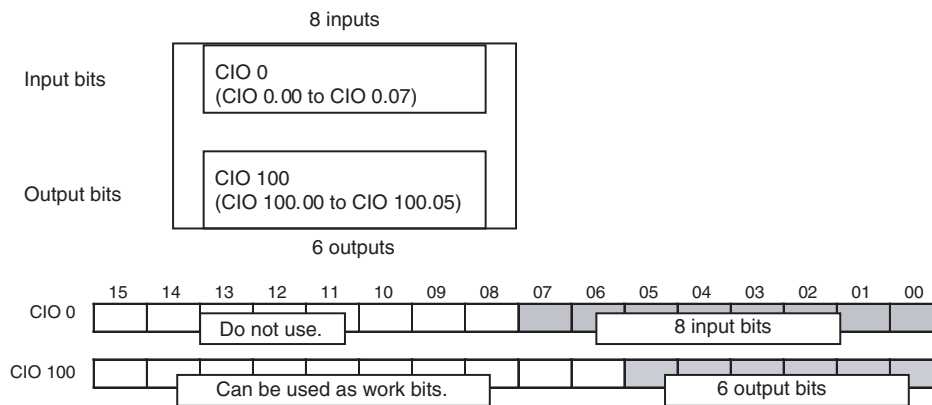 8 inputs
Input bits
CIO 0
(CIO 0.00 to CIO 0.07)
Output bits
CIO 100
(CIO 100.00 to CIO 100.05)
6 outputs
15 14 13 12 11 10 09 08 07 06 05 04 03 02 01 00
CIO 0
Do not use.
8 input bits
CIO 100
Can be used as work bits.
6 output bits